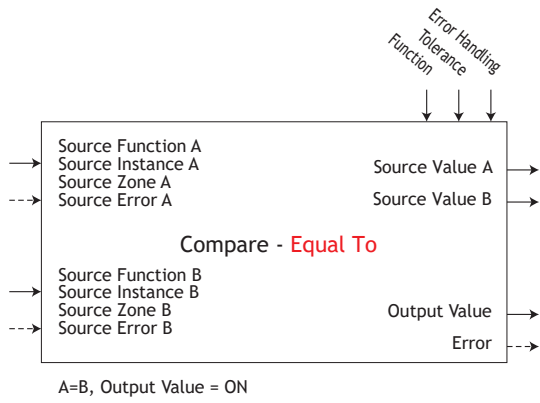 Error Handling
Tolerance
Function
Source Function A
Source Instance A
Source Zone A
Source Error A
Source Value A
Source Value B
Compare - Equal To
Source Function B
Source Instance B
Source Zone B
Source Error B
Output Value
Error
A=B, Output Value = ON